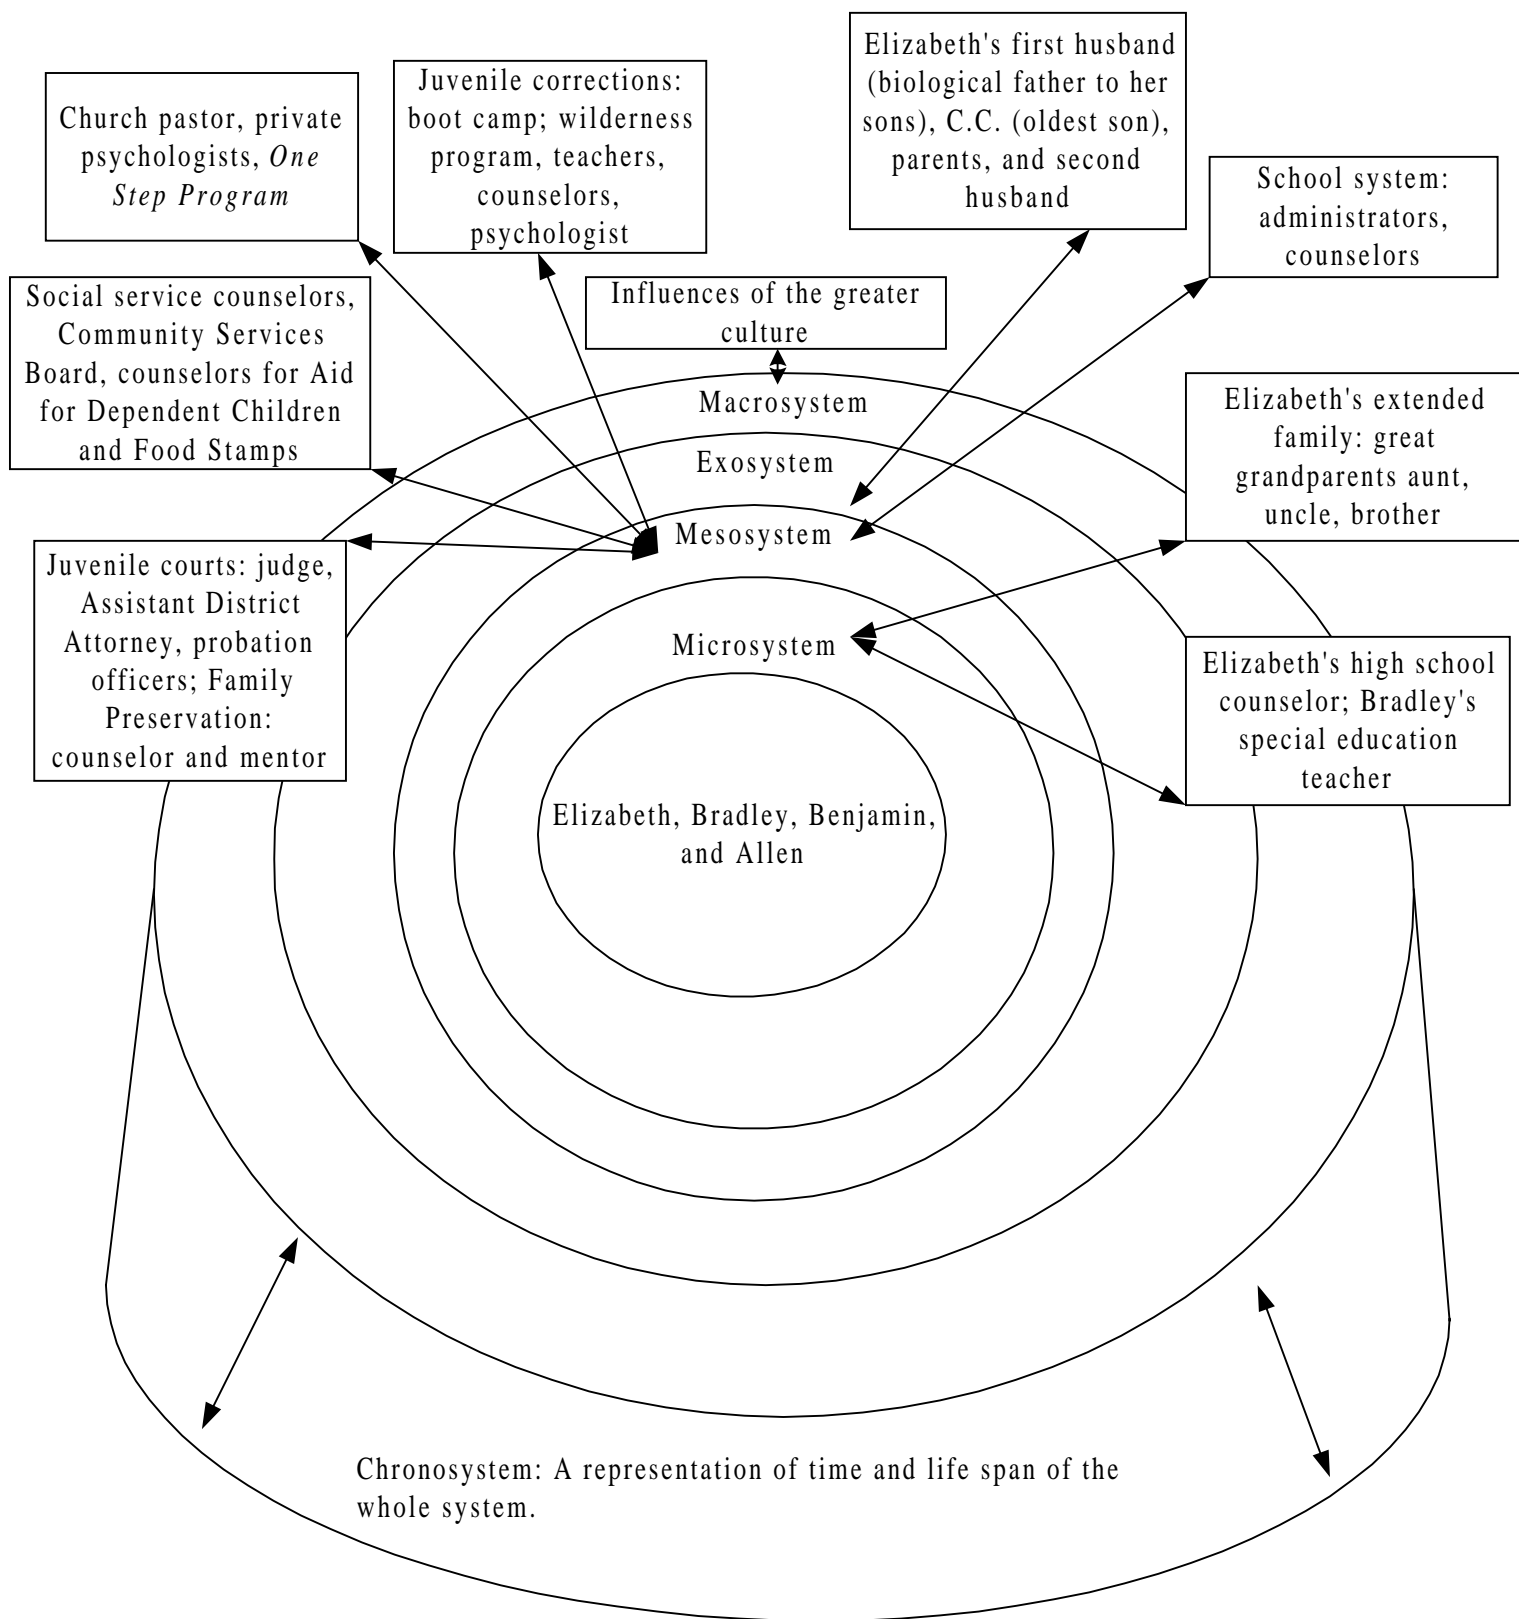 Elizabeth's first husband
(biological father to her
sons), C.C. (oldest son),
parents, and second
husband
Juvenile corrections:
boot camp; wilderness
program, teachers,
counselors,
psychologist
Church pastor, private
psychologists, One
Step Program
School system:
administrators,
counselors
Social service counselors,
Community Services
Board, counselors for Aid
for Dependent Children
and Food Stamps
Influences of the greater
culture
Macrosystem
Elizabeth's extended
family: great
grandparents aunt,
uncle, brother
Exosystem
Mesosystem
Juvenile courts: judge,
Assistant District
Attorney, probation
officers; Family
Preservation:
counselor and mentor
Microsystem
Elizabeth's high school
counselor; Bradley's
special education
teacher
Elizabeth, Bradley, Benjamin,
and Allen
Chronosystem: A representation of time and life span of the
whole system.